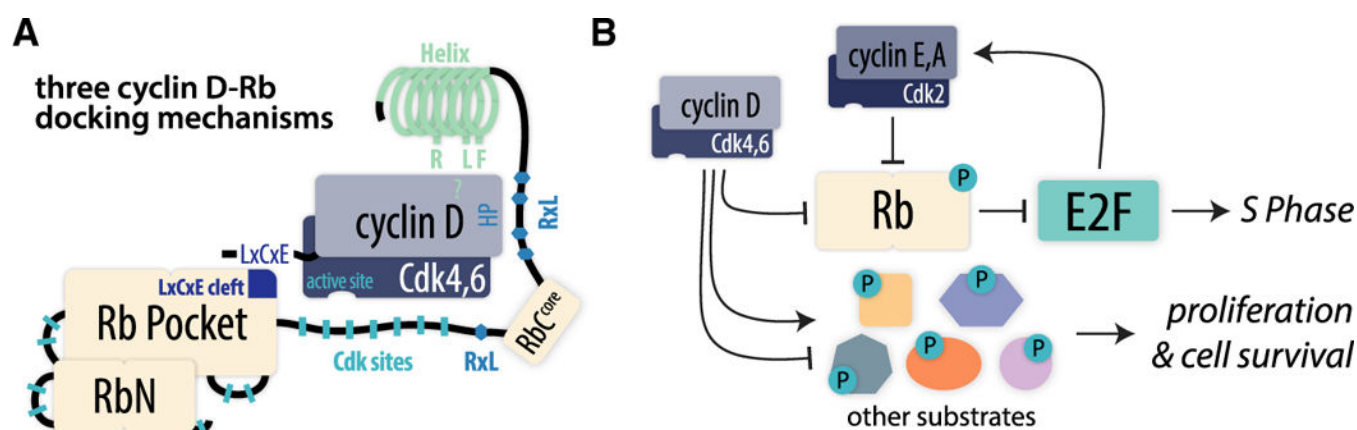 A
three cyclin D-Rb
docking mechanisms
Helix
R L F
?
cyclin D
HP
RxL
LxCxE
active site
Cdk4,6
LxCxE cleft
Rb Pocket
Cdk sites
RxL
RbC^core
RbN
B
cyclin E,A
Cdk2
cyclin D
Cdk4,6
Rb
P
E2F
S Phase
P
P
P
P
P
proliferation
& cell survival
other substrates